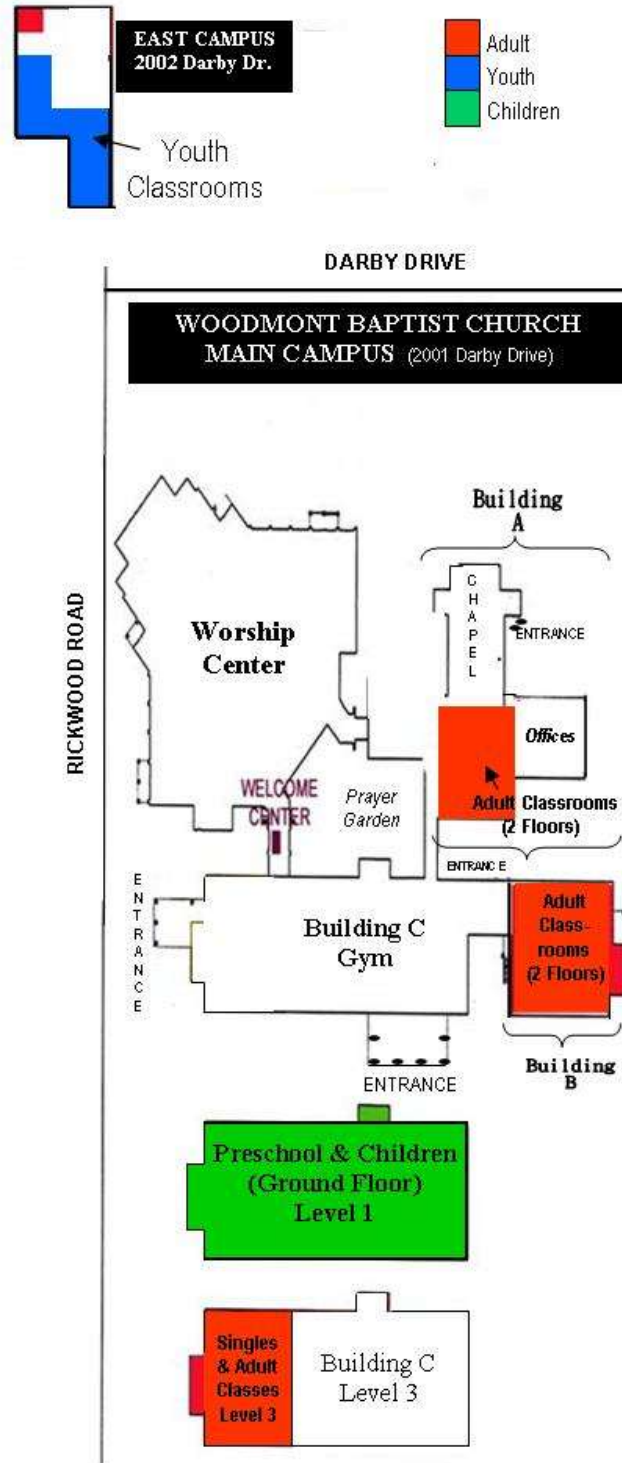 EAST CAMPUS
2002 Darby Dr.
Adult
Youth
Children
Youth
Classrooms
DARBY DRIVE
WOODMONT BAPTIST CHURCH
MAIN CAMPUS (2001 Darby Drive)
RICKWOOD ROAD
Building
A
CHAPEL
ENTRANCE
Worship
Center
Offices
WELCOME
CENTER
Prayer
Garden
Adult Classrooms
(2 Floors)
ENTRANCE
ENTRANCE
Building C
Gym
Adult
Class-
rooms
(2 Floors)
Building
B
ENTRANCE
Preschool & Children
(Ground Floor)
Level 1
Singles
& Adult
Classes
Level 3
Building C
Level 3